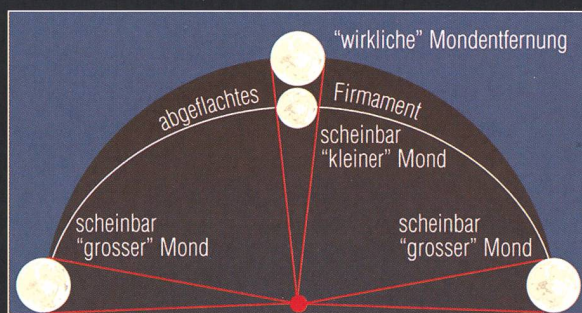 “wirkliche” Mondentfernung
abgeflachtes Firmament
scheinbar
“kleiner” Mond
scheinbar
“grosser” Mond
scheinbar
“grosser” Mond